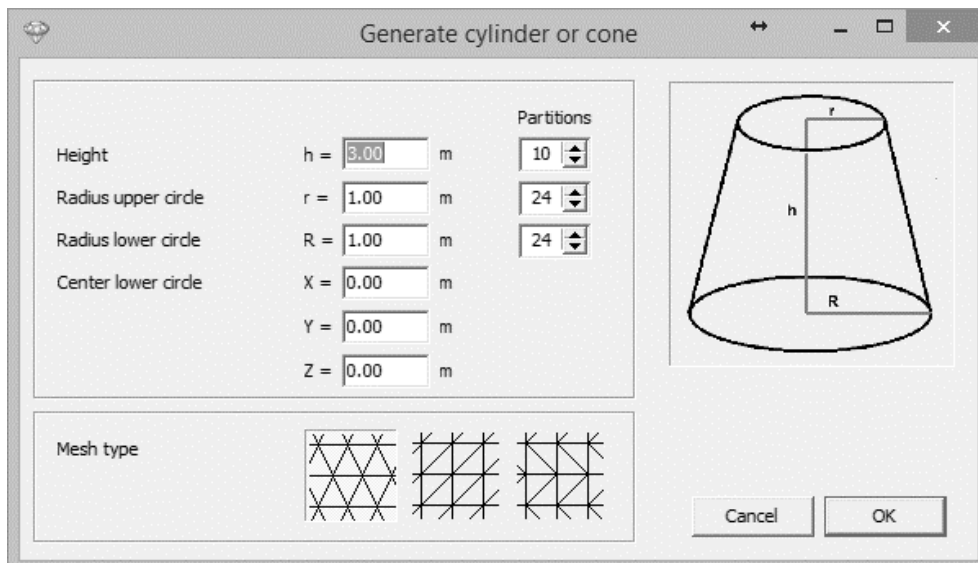 Generate cylinder or cone
Partitions
Height h = 3.00 m 10
Radius upper circle r = 1.00 m 24
Radius lower circle R = 1.00 m 24
Center lower circle X = 0.00 m
Y = 0.00 m
Z = 0.00 m
r
h
R
Mesh type
Cancel OK